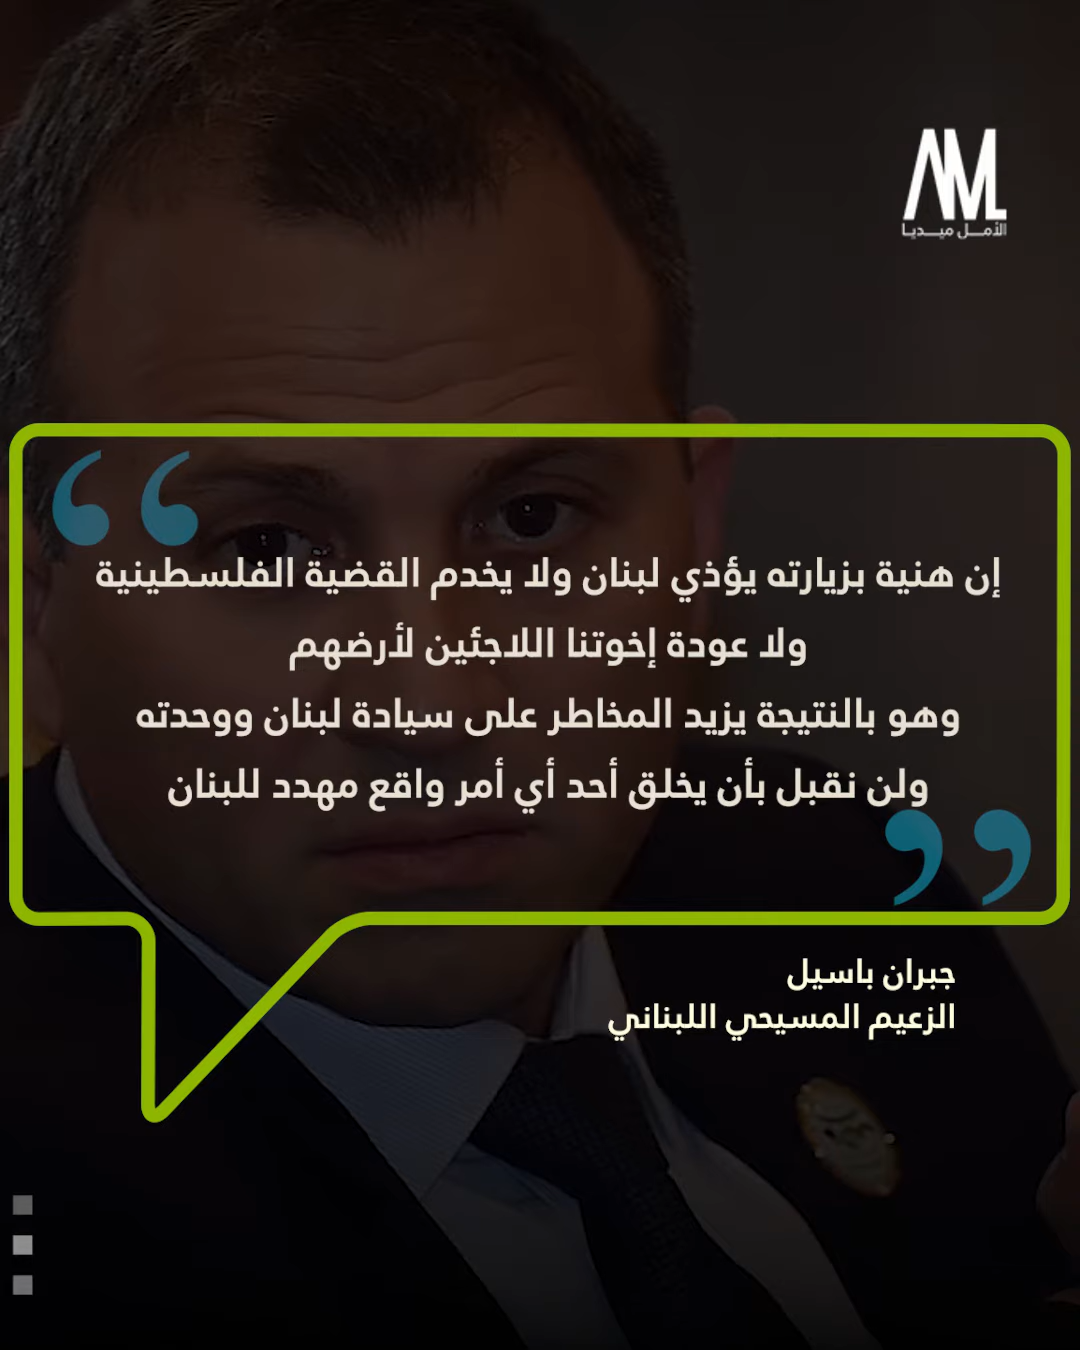 AML
الأمل ميديا
إن هنية بزيارته يؤذي لبنان ولا يخدم القضية الفلسطينية
ولا عودة إخوتنا اللاجئين لأرضهم
وهو بالنتيجة يزيد المخاطر على سيادة لبنان ووحدته
ولن نقبل بأن يخلق أحد أي أمر واقع مهدد للبنان
جبران باسيل
الزعيم المسيحي اللبناني